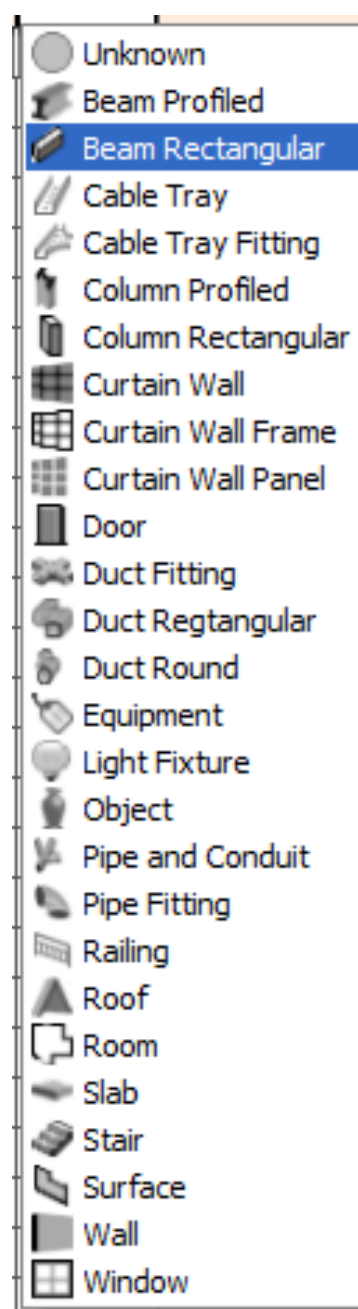 Unknown
Beam Profiled
Beam Rectangular
Cable Tray
Cable Tray Fitting
Column Profiled
Column Rectangular
Curtain Wall
Curtain Wall Frame
Curtain Wall Panel
Door
Duct Fitting
Duct Regtangular
Duct Round
Equipment
Light Fixture
Object
Pipe and Conduit
Pipe Fitting
Railing
Roof
Room
Slab
Stair
Surface
Wall
Window